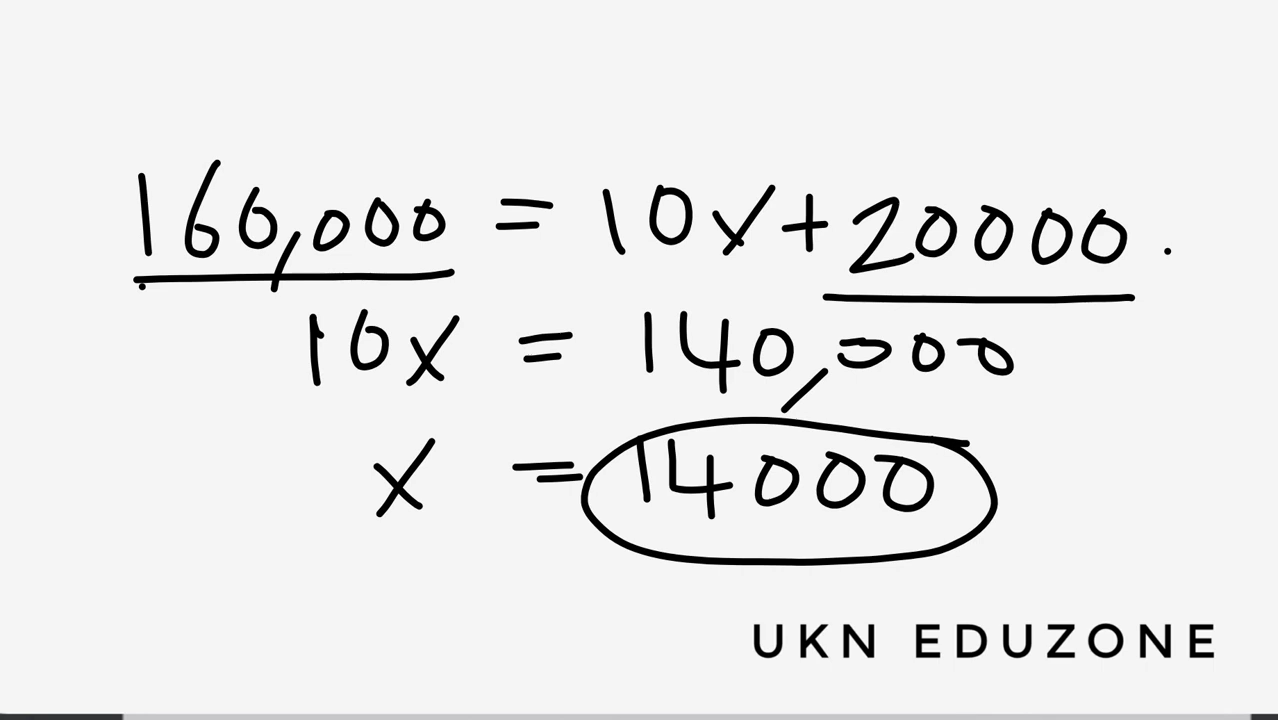 160,000 = 10x + 20000.
10x = 140,000
x = 14000
UKN EDUZONE